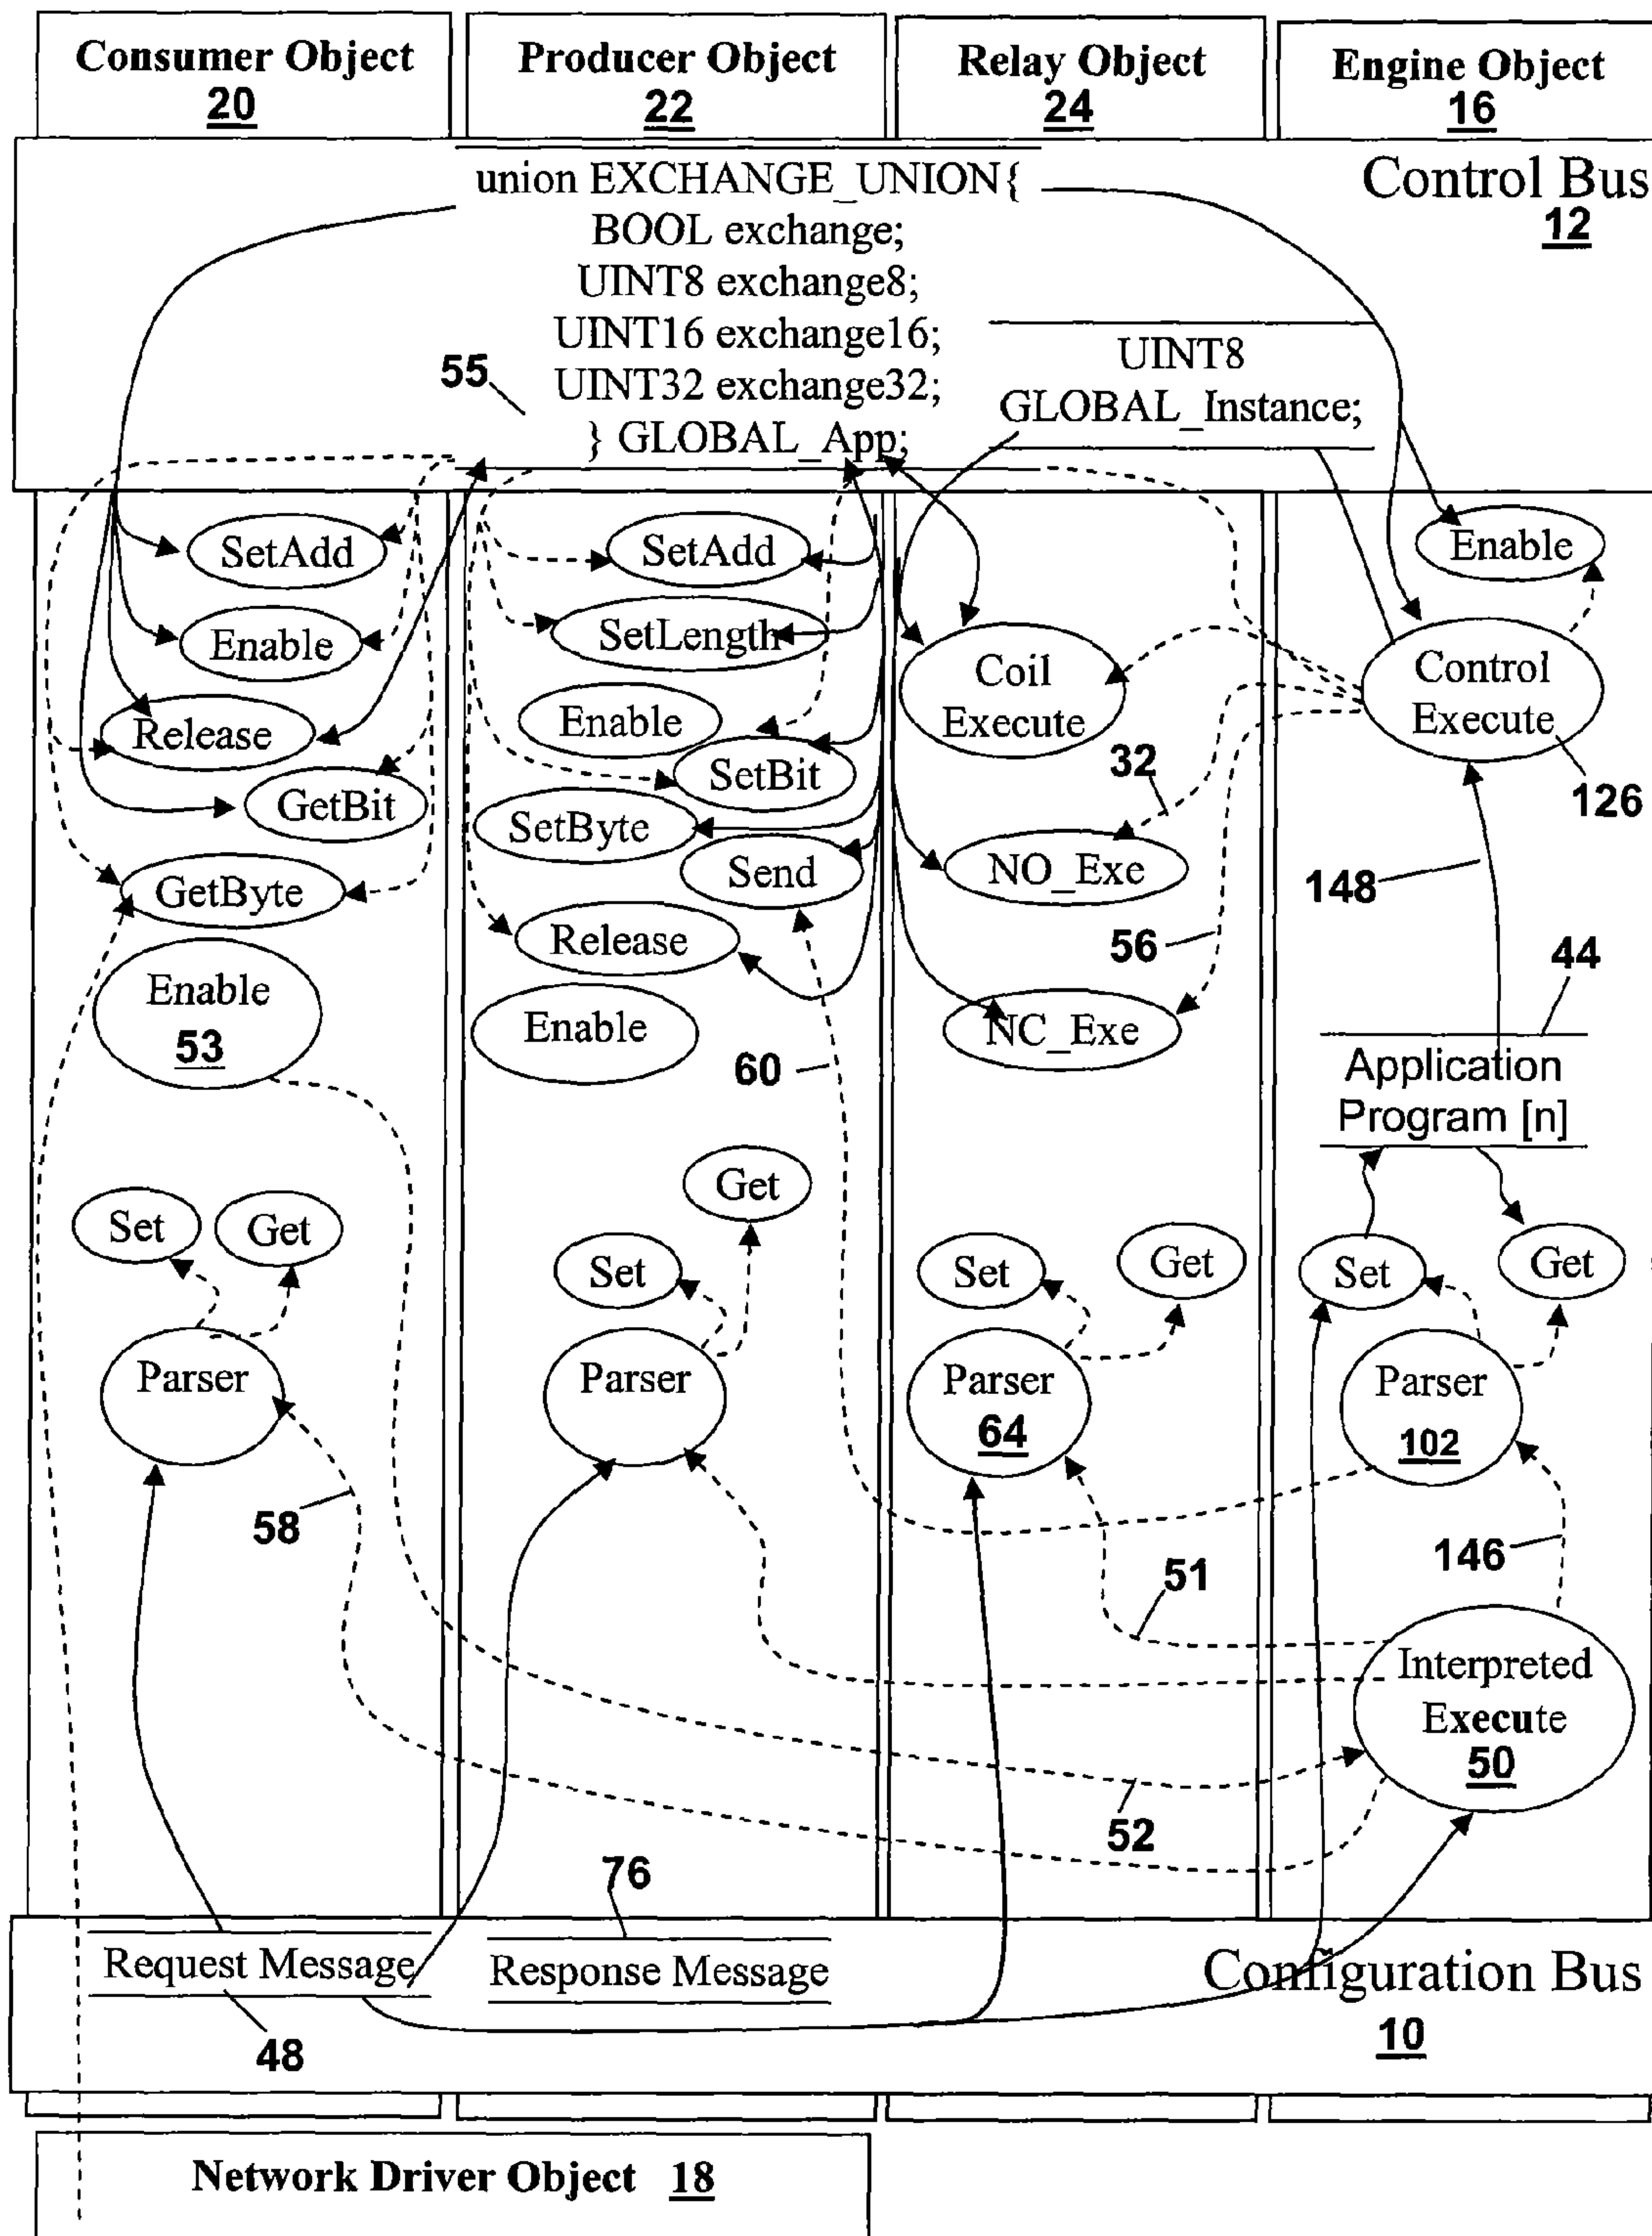 Consumer Object
20
Producer Object
22
Relay Object
24
Engine Object
16
Control Bus
12
union EXCHANGE_UNION{
BOOL exchange;
UINT8 exchange8;
UINT16 exchange16;
UINT32 exchange32;
} GLOBAL_App;
55
UINT8
GLOBAL_Instance;
SetAdd
Enable
Release
GetBit
GetByte
Enable
53
Set
Get
Parser
58
SetAdd
SetLength
Enable
SetBit
SetByte
Send
Release
Enable
60
Get
Set
Parser
Coil
Execute
32
NO_Exe
56
NC_Exe
Set
Get
Parser
64
51
52
Enable
Control
Execute
126
148
44
Application
Program [n]
Set
Get
Parser
102
146
Interpreted
Execute
50
76
Request Message
Response Message
48
Configuration Bus
10
Network Driver Object 18